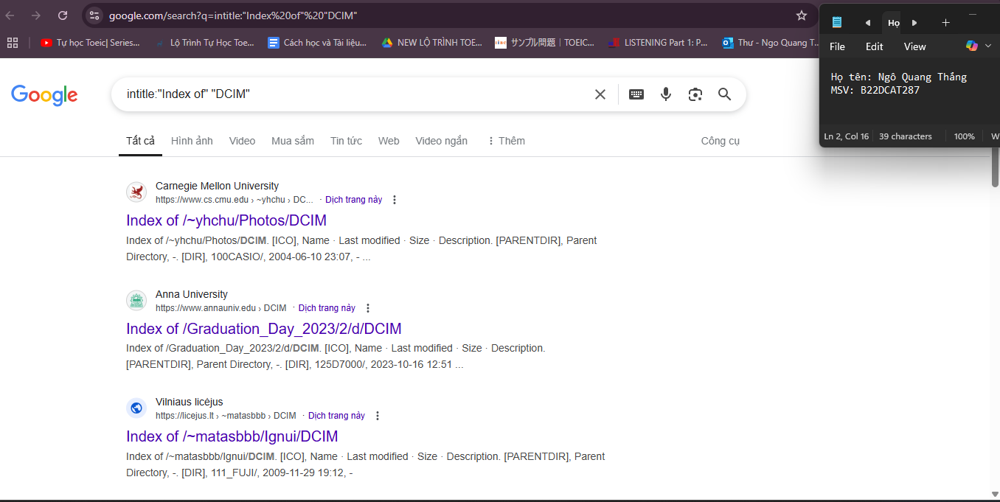 google.com/search?q=intitle:"Index%20of"%20"DCIM"
Tự học Toeic| Series...
Lộ Trình Tự Học Toe...
Cách học và Tài liệu...
NEW LỘ TRÌNH TOE...
サンプル問題｜TOEIC...
LISTENING Part 1: P...
Thư - Ngo Quang T...
Họ
File Edit View
Họ tên: Ngô Quang Thắng
MSV: B22DCAT287
Ln 2, Col 16 39 characters 100% W
Google
intitle:"Index of" "DCIM"
Tất cả Hình ảnh Video Mua sắm Tin tức Web Video ngắn Thêm Công cụ
Carnegie Mellon University
https://www.cs.cmu.edu › ~yhchu › DC... · Dịch trang này
Index of /~yhchu/Photos/DCIM
Index of /~yhchu/Photos/DCIM. [ICO], Name · Last modified · Size · Description. [PARENTDIR], Parent
Directory, -. [DIR], 100CASIO/, 2004-06-10 23:07, - ...
Anna University
https://www.annauniv.edu › DCIM · Dịch trang này
Index of /Graduation_Day_2023/2/d/DCIM
Index of /Graduation_Day_2023/2/d/DCIM. [ICO], Name · Last modified · Size · Description.
[PARENTDIR], Parent Directory, -. [DIR], 125D7000/, 2023-10-16 12:51 ...
Vilniaus licėjus
https://licejus.lt › ~matasbbb › DCIM · Dịch trang này
Index of /~matasbbb/Ignui/DCIM
Index of /~matasbbb/Ignui/DCIM. [ICO], Name · Last modified · Size · Description. [PARENTDIR], Parent
Directory, -. [DIR], 111_FUJI/, 2009-11-29 19:12, -